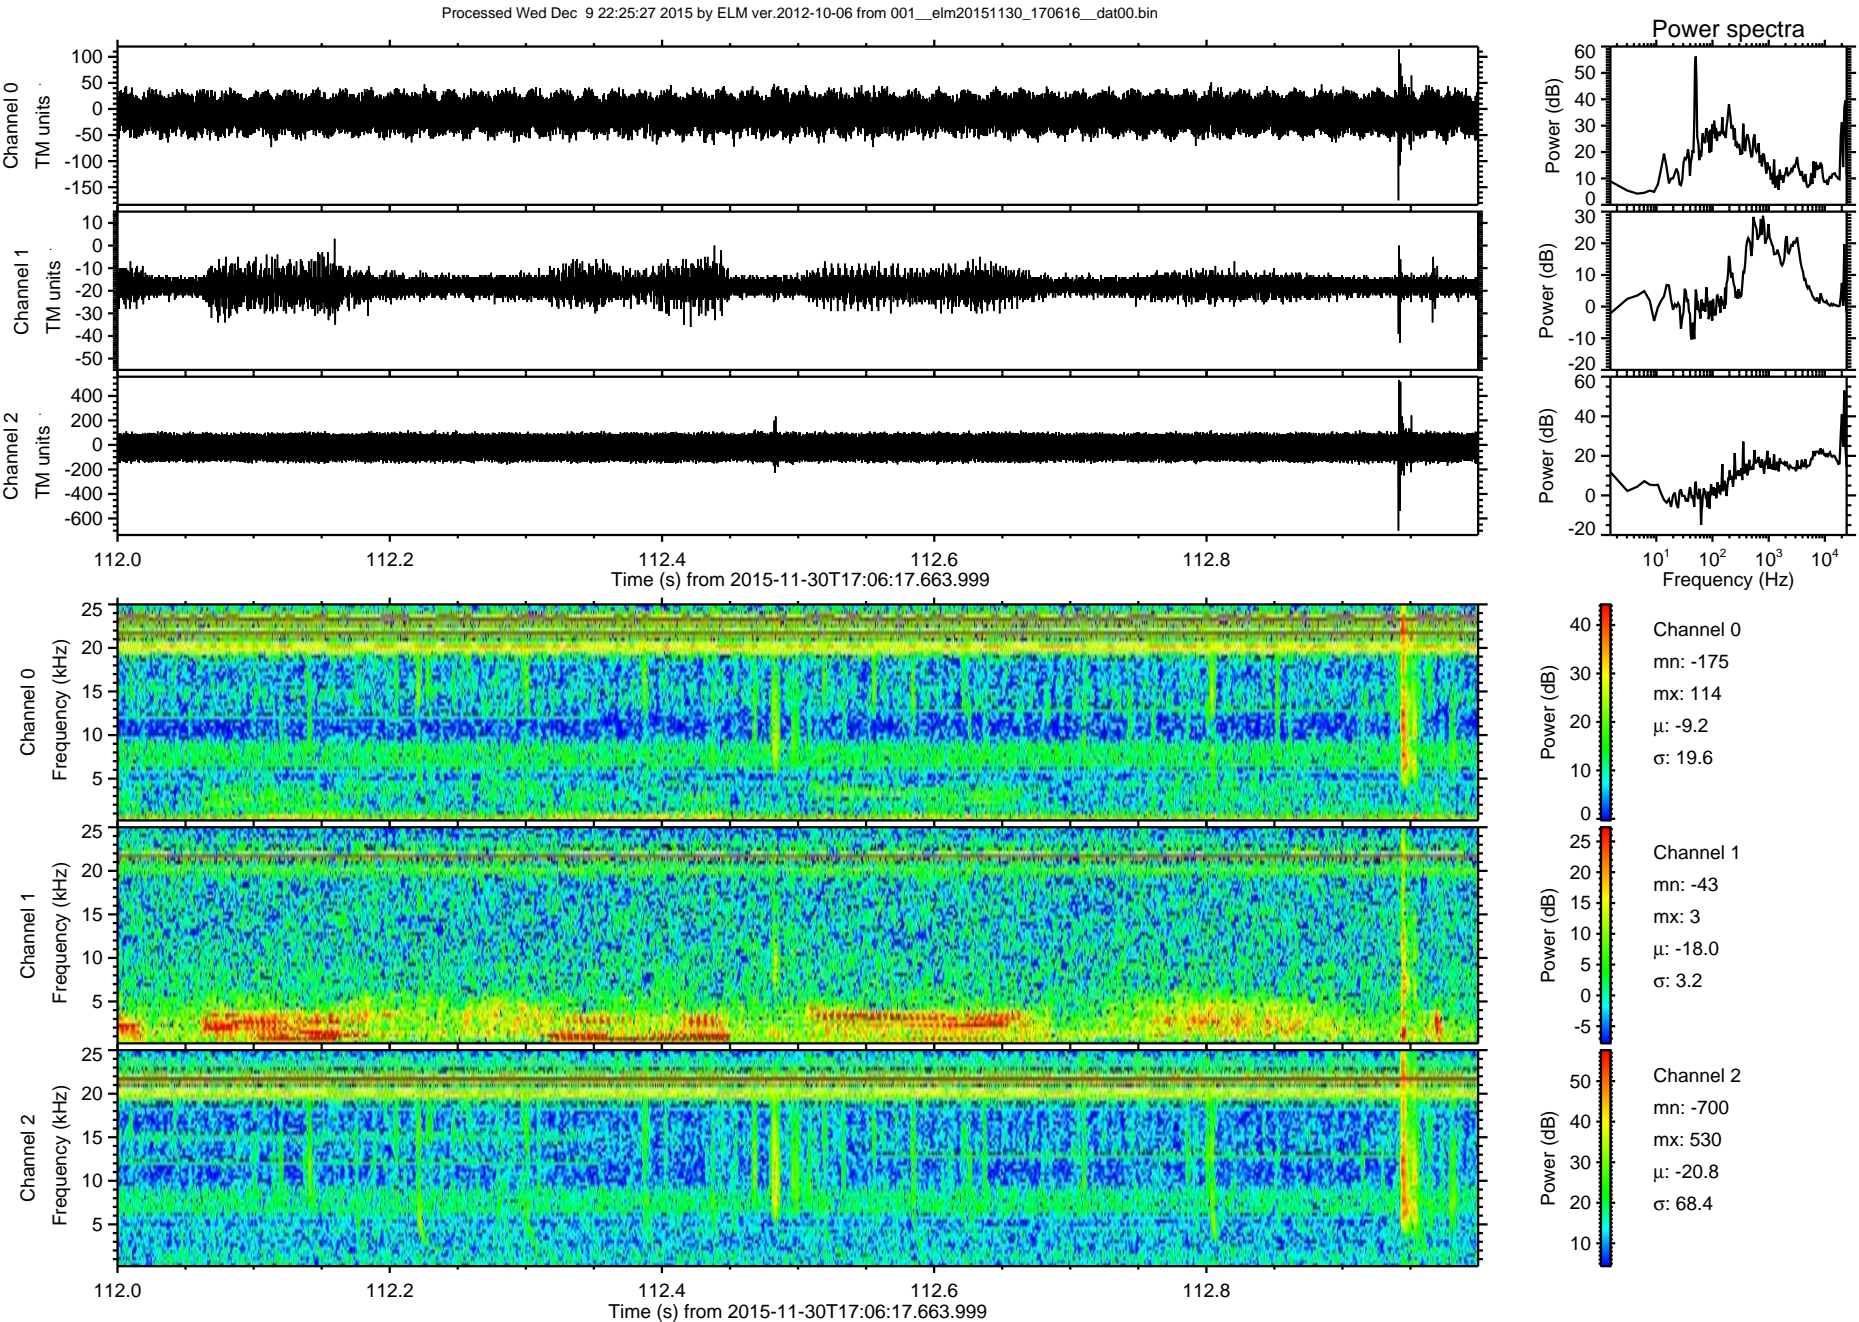 Processed Wed Dec  9 22:25:27 2015 by ELM ver.2012-10-06 from 001__elm20151130_170616__dat00.bin
Power spectra
Channel 0
TM units
100
50
0
-50
-100
-150
Power (dB)
60
50
40
30
20
10
0
Channel 1
TM units
10
0
-10
-20
-30
-40
-50
Power (dB)
30
20
10
0
-10
-20
Channel 2
TM units
400
200
0
-200
-400
-600
Power (dB)
60
40
20
0
-20
112.0 112.2 112.4 112.6 112.8
Time (s) from 2015-11-30T17:06:17.663.999
10¹ 10² 10³ 10⁴
Frequency (Hz)
Channel 0
Frequency (kHz)
25
20
15
10
5
Power (dB)
40
30
20
10
0
Channel 0
mn: -175
mx: 114
μ: -9.2
σ: 19.6
Channel 1
Frequency (kHz)
25
20
15
10
5
Power (dB)
25
20
15
10
5
0
-5
Channel 1
mn: -43
mx: 3
μ: -18.0
σ: 3.2
Channel 2
Frequency (kHz)
25
20
15
10
5
Power (dB)
50
40
30
20
10
Channel 2
mn: -700
mx: 530
μ: -20.8
σ: 68.4
112.0 112.2 112.4 112.6 112.8
Time (s) from 2015-11-30T17:06:17.663.999